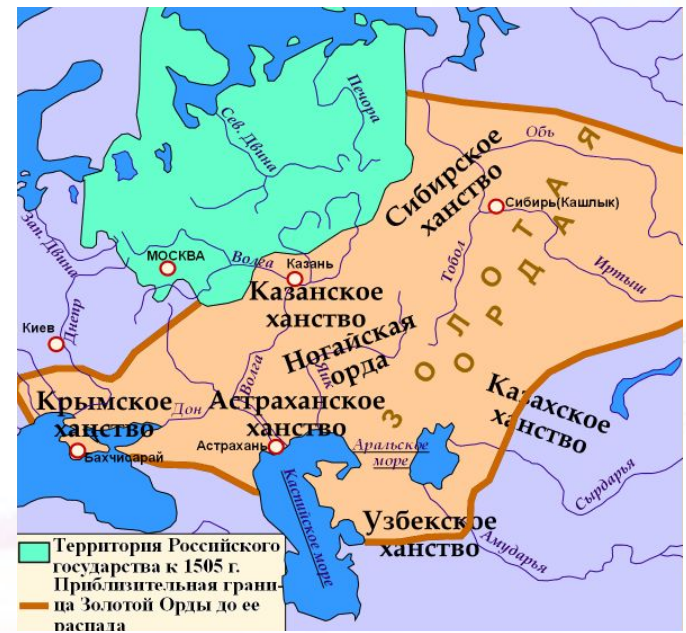 Печора
Сев. Двина
Обь
Сибирское
ханство
Сибирь(Кашлык)
Зап. Двина
МОСКВА
Волга
Казань
Тобол
Иртыш
ЗОЛОТАЯ
ОРДА
Казанское
ханство
Киев
Днепр
Ногайская
орда
Волга
Яик
Казахское
ханство
Крымское
ханство
Дон
Астраханское
ханство
Астрахань
Бахчисарай
Аральское
море
Каспийское море
Сырдарья
Узбекское
ханство
Амударья
Территория Российского
государства к 1505 г.
Приблизительная грани-
ца Золотой Орды до ее
распада